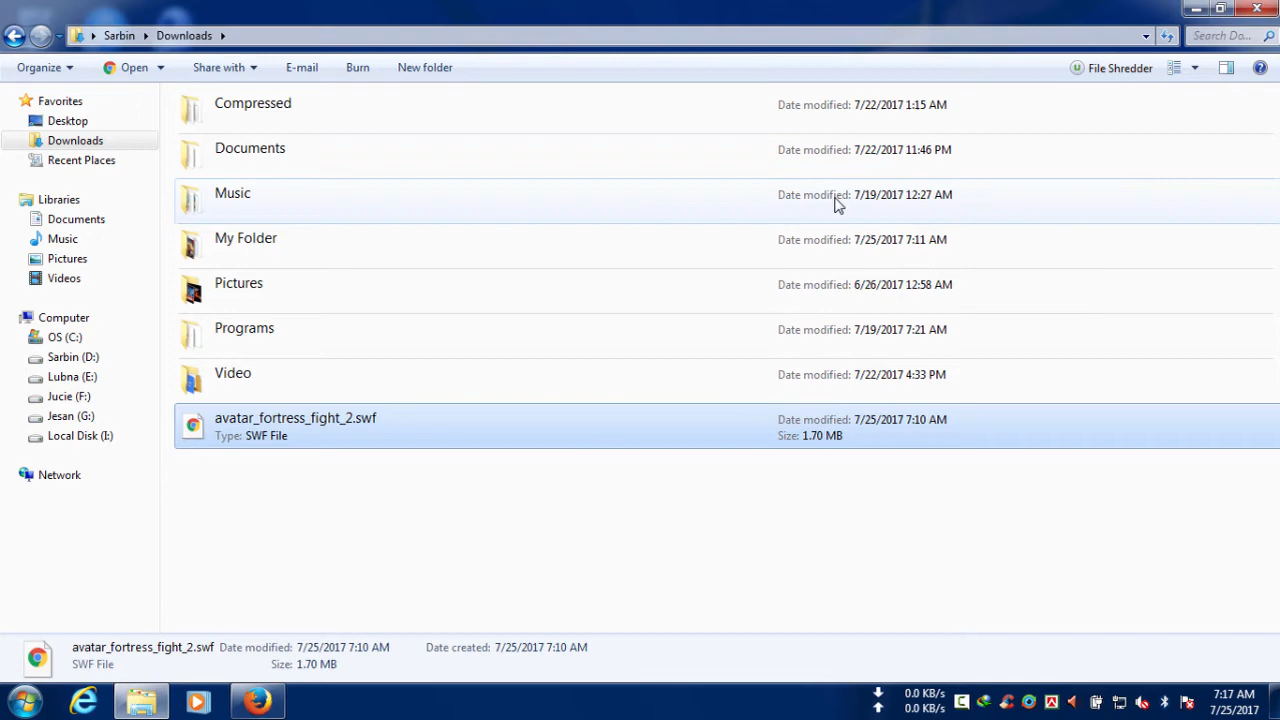 Sarbin Downloads
Search Do...
Organize Open Share with E-mail Burn New folder File Shredder
Favorites
Desktop
Downloads
Recent Places
Libraries
Documents
Music
Pictures
Videos
Computer
OS (C:)
Sarbin (D:)
Lubna (E:)
Jucie (F:)
Jesan (G:)
Local Disk (I:)
Network
Compressed Date modified: 7/22/2017 1:15 AM
Documents Date modified: 7/22/2017 11:46 PM
Music Date modified: 7/19/2017 12:27 AM
My Folder Date modified: 7/25/2017 7:11 AM
Pictures Date modified: 6/26/2017 12:58 AM
Programs Date modified: 7/19/2017 7:21 AM
Video Date modified: 7/22/2017 4:33 PM
avatar_fortress_fight_2.swf Date modified: 7/25/2017 7:10 AM
Type: SWF File Size: 1.70 MB
avatar_fortress_fight_2.swf Date modified: 7/25/2017 7:10 AM Date created: 7/25/2017 7:10 AM
SWF File Size: 1.70 MB
0.0 KB/s
0.0 KB/s
7:17 AM
7/25/2017